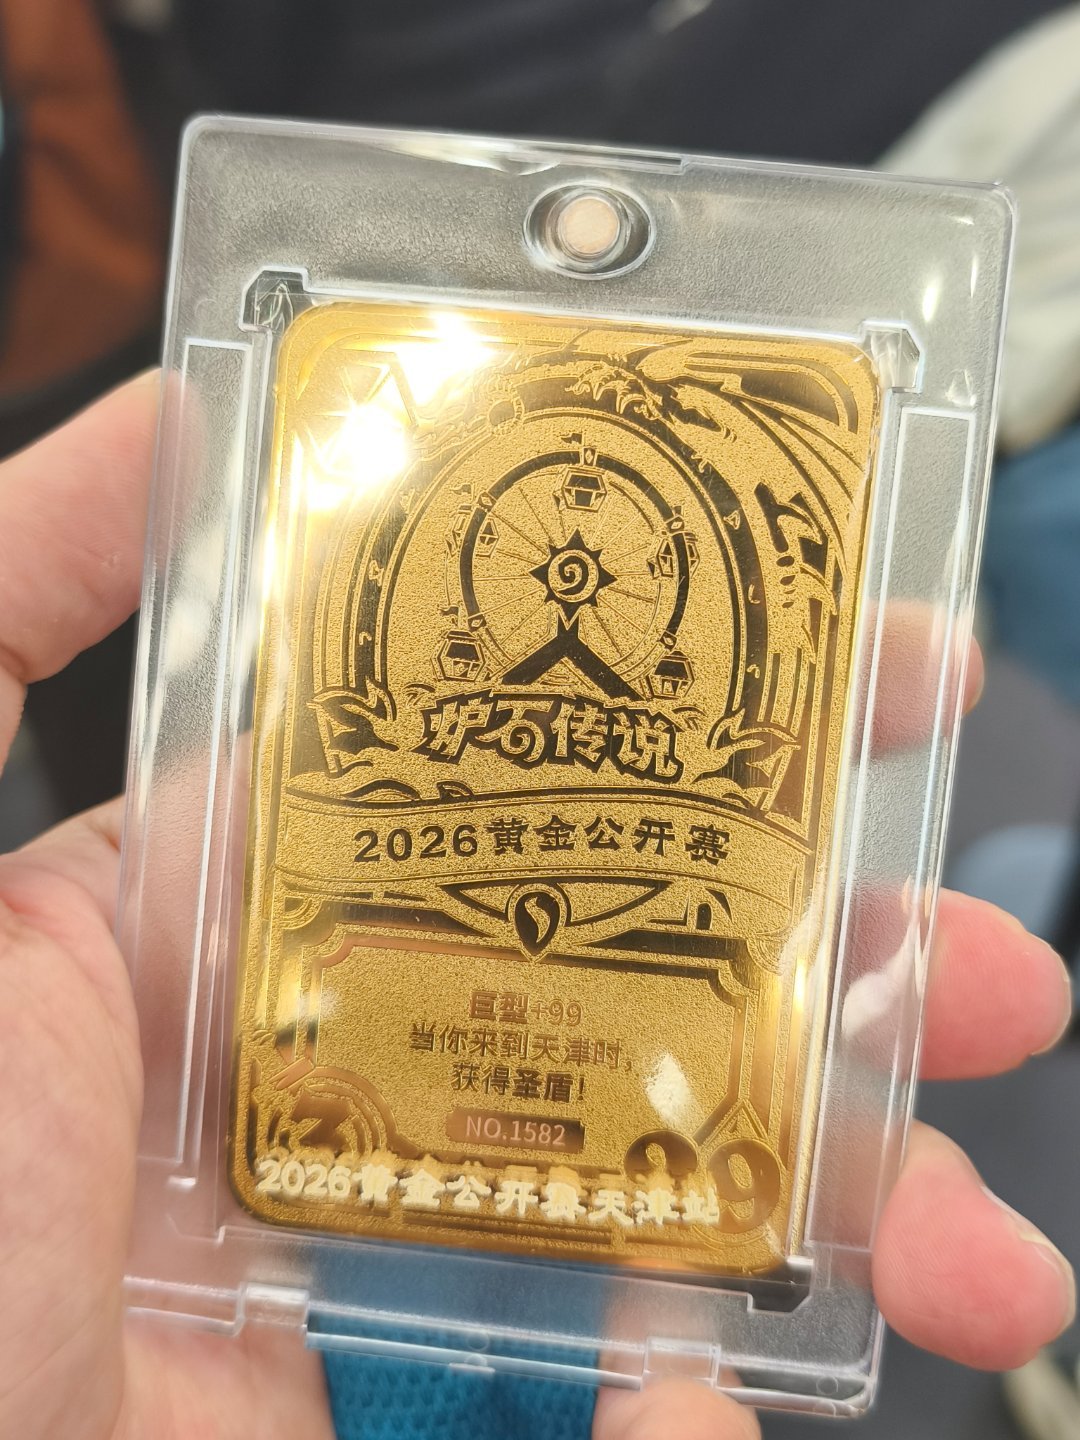 炉石传说
2026黄金公开赛
巨型+99
当你来到天津时，
获得圣盾！
NO.1582
2026黄金公开赛天津站